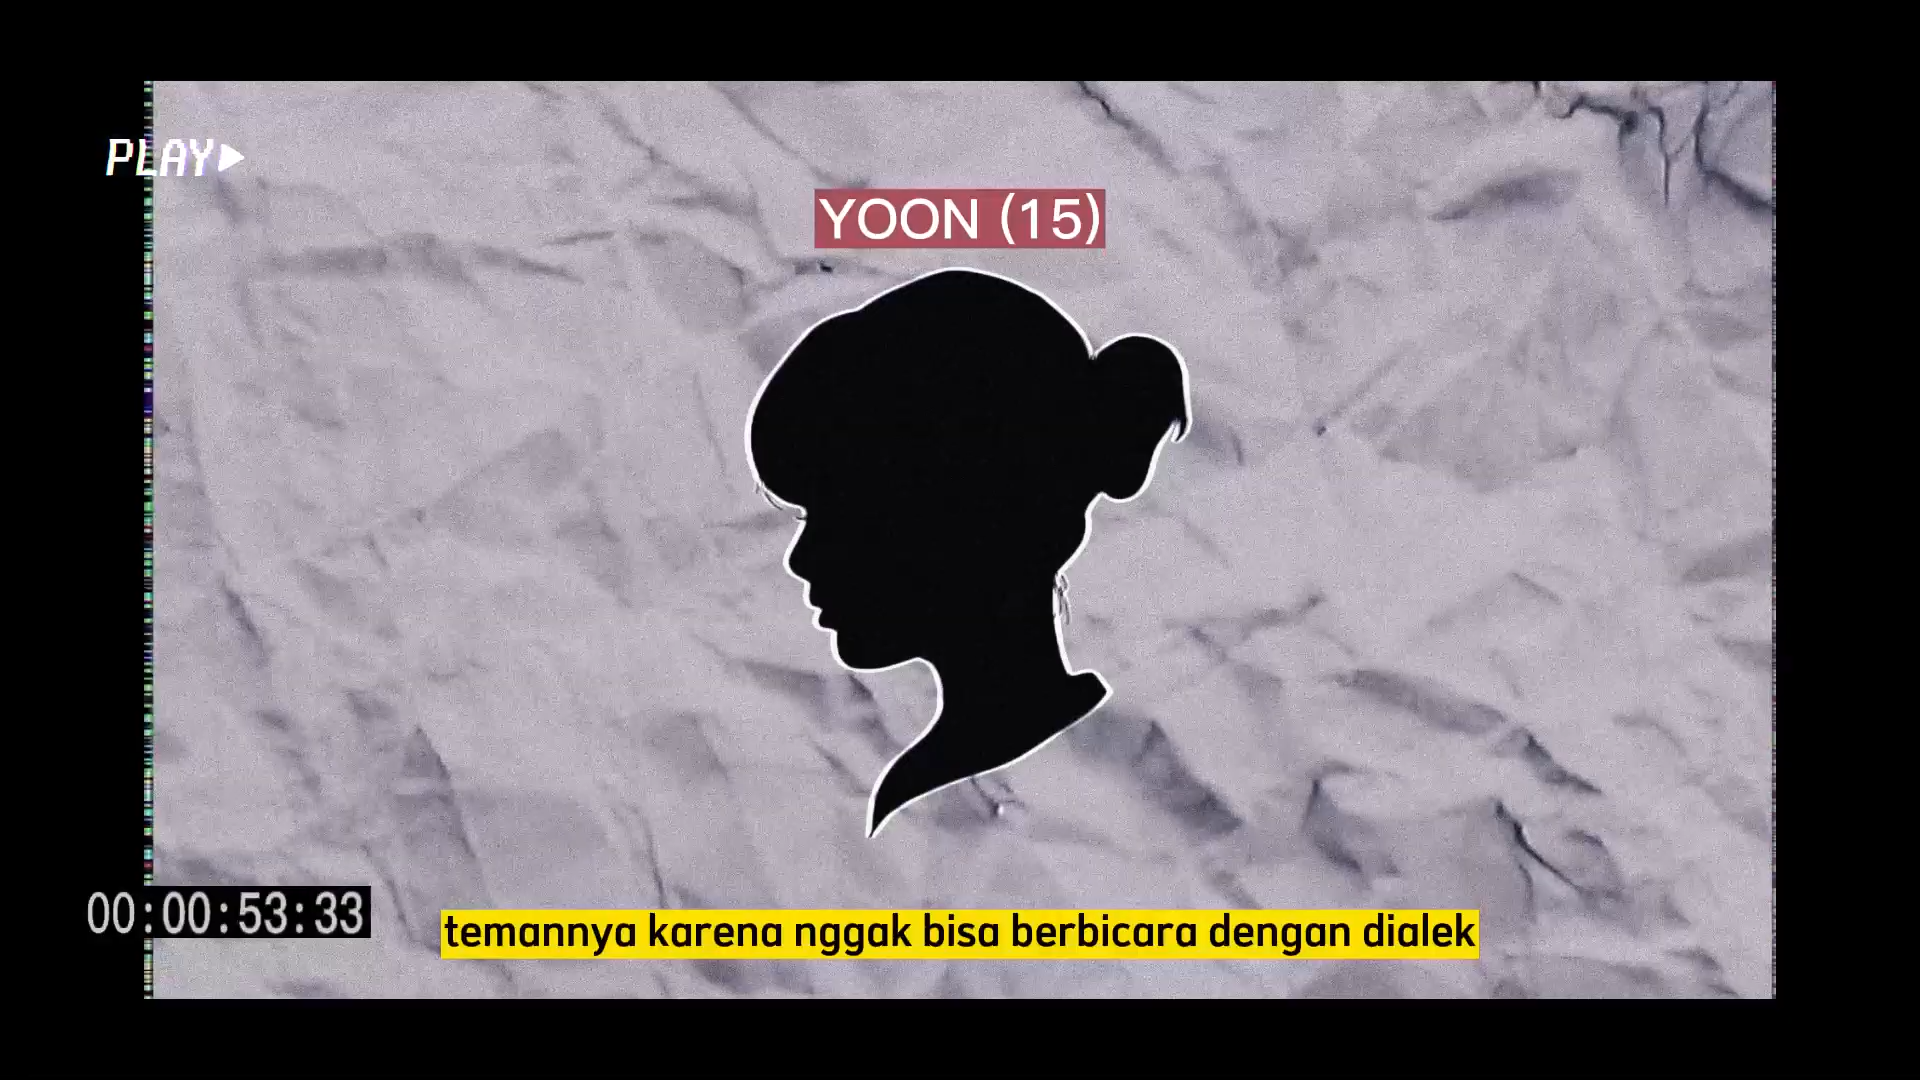 PLAY
YOON (15)
00:00:53:33
temannya karena nggak bisa berbicara dengan dialek